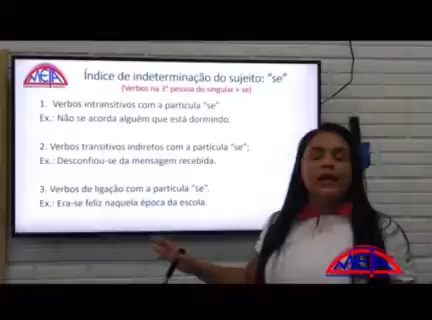 META
Índice de indeterminação do sujeito: "se"
(Verbos na 3ª pessoa do singular + se)
1. Verbos intransitivos com a partícula "se"
Ex.: Não se acorda alguém que está dormindo.
2. Verbos transitivos indiretos com a partícula "se";
Ex.: Desconfiou-se da mensagem recebida.
3. Verbos de ligação com a partícula "se".
Ex.: Era-se feliz naquela época da escola.
META